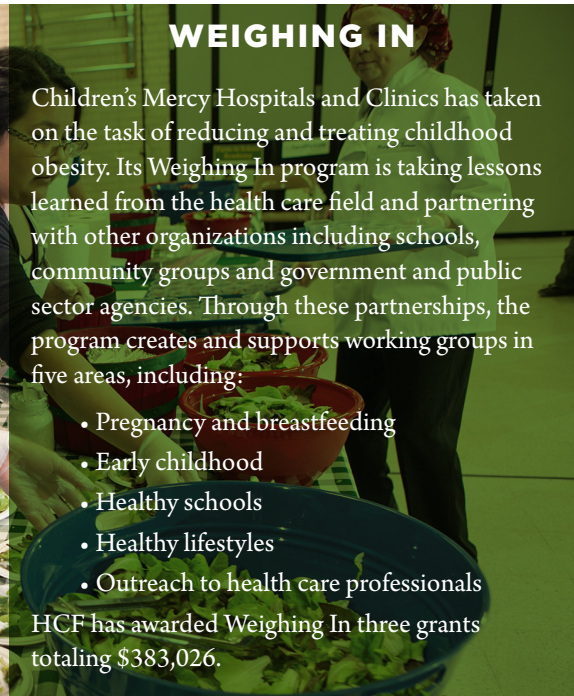 WEIGHING IN
Children’s Mercy Hospitals and Clinics has taken
on the task of reducing and treating childhood
obesity. Its Weighing In program is taking lessons
learned from the health care field and partnering
with other organizations including schools,
community groups and government and public
sector agencies. Through these partnerships, the
program creates and supports working groups in
five areas, including:
• Pregnancy and breastfeeding
• Early childhood
• Healthy schools
• Healthy lifestyles
• Outreach to health care professionals
HCF has awarded Weighing In three grants
totaling $383,026.